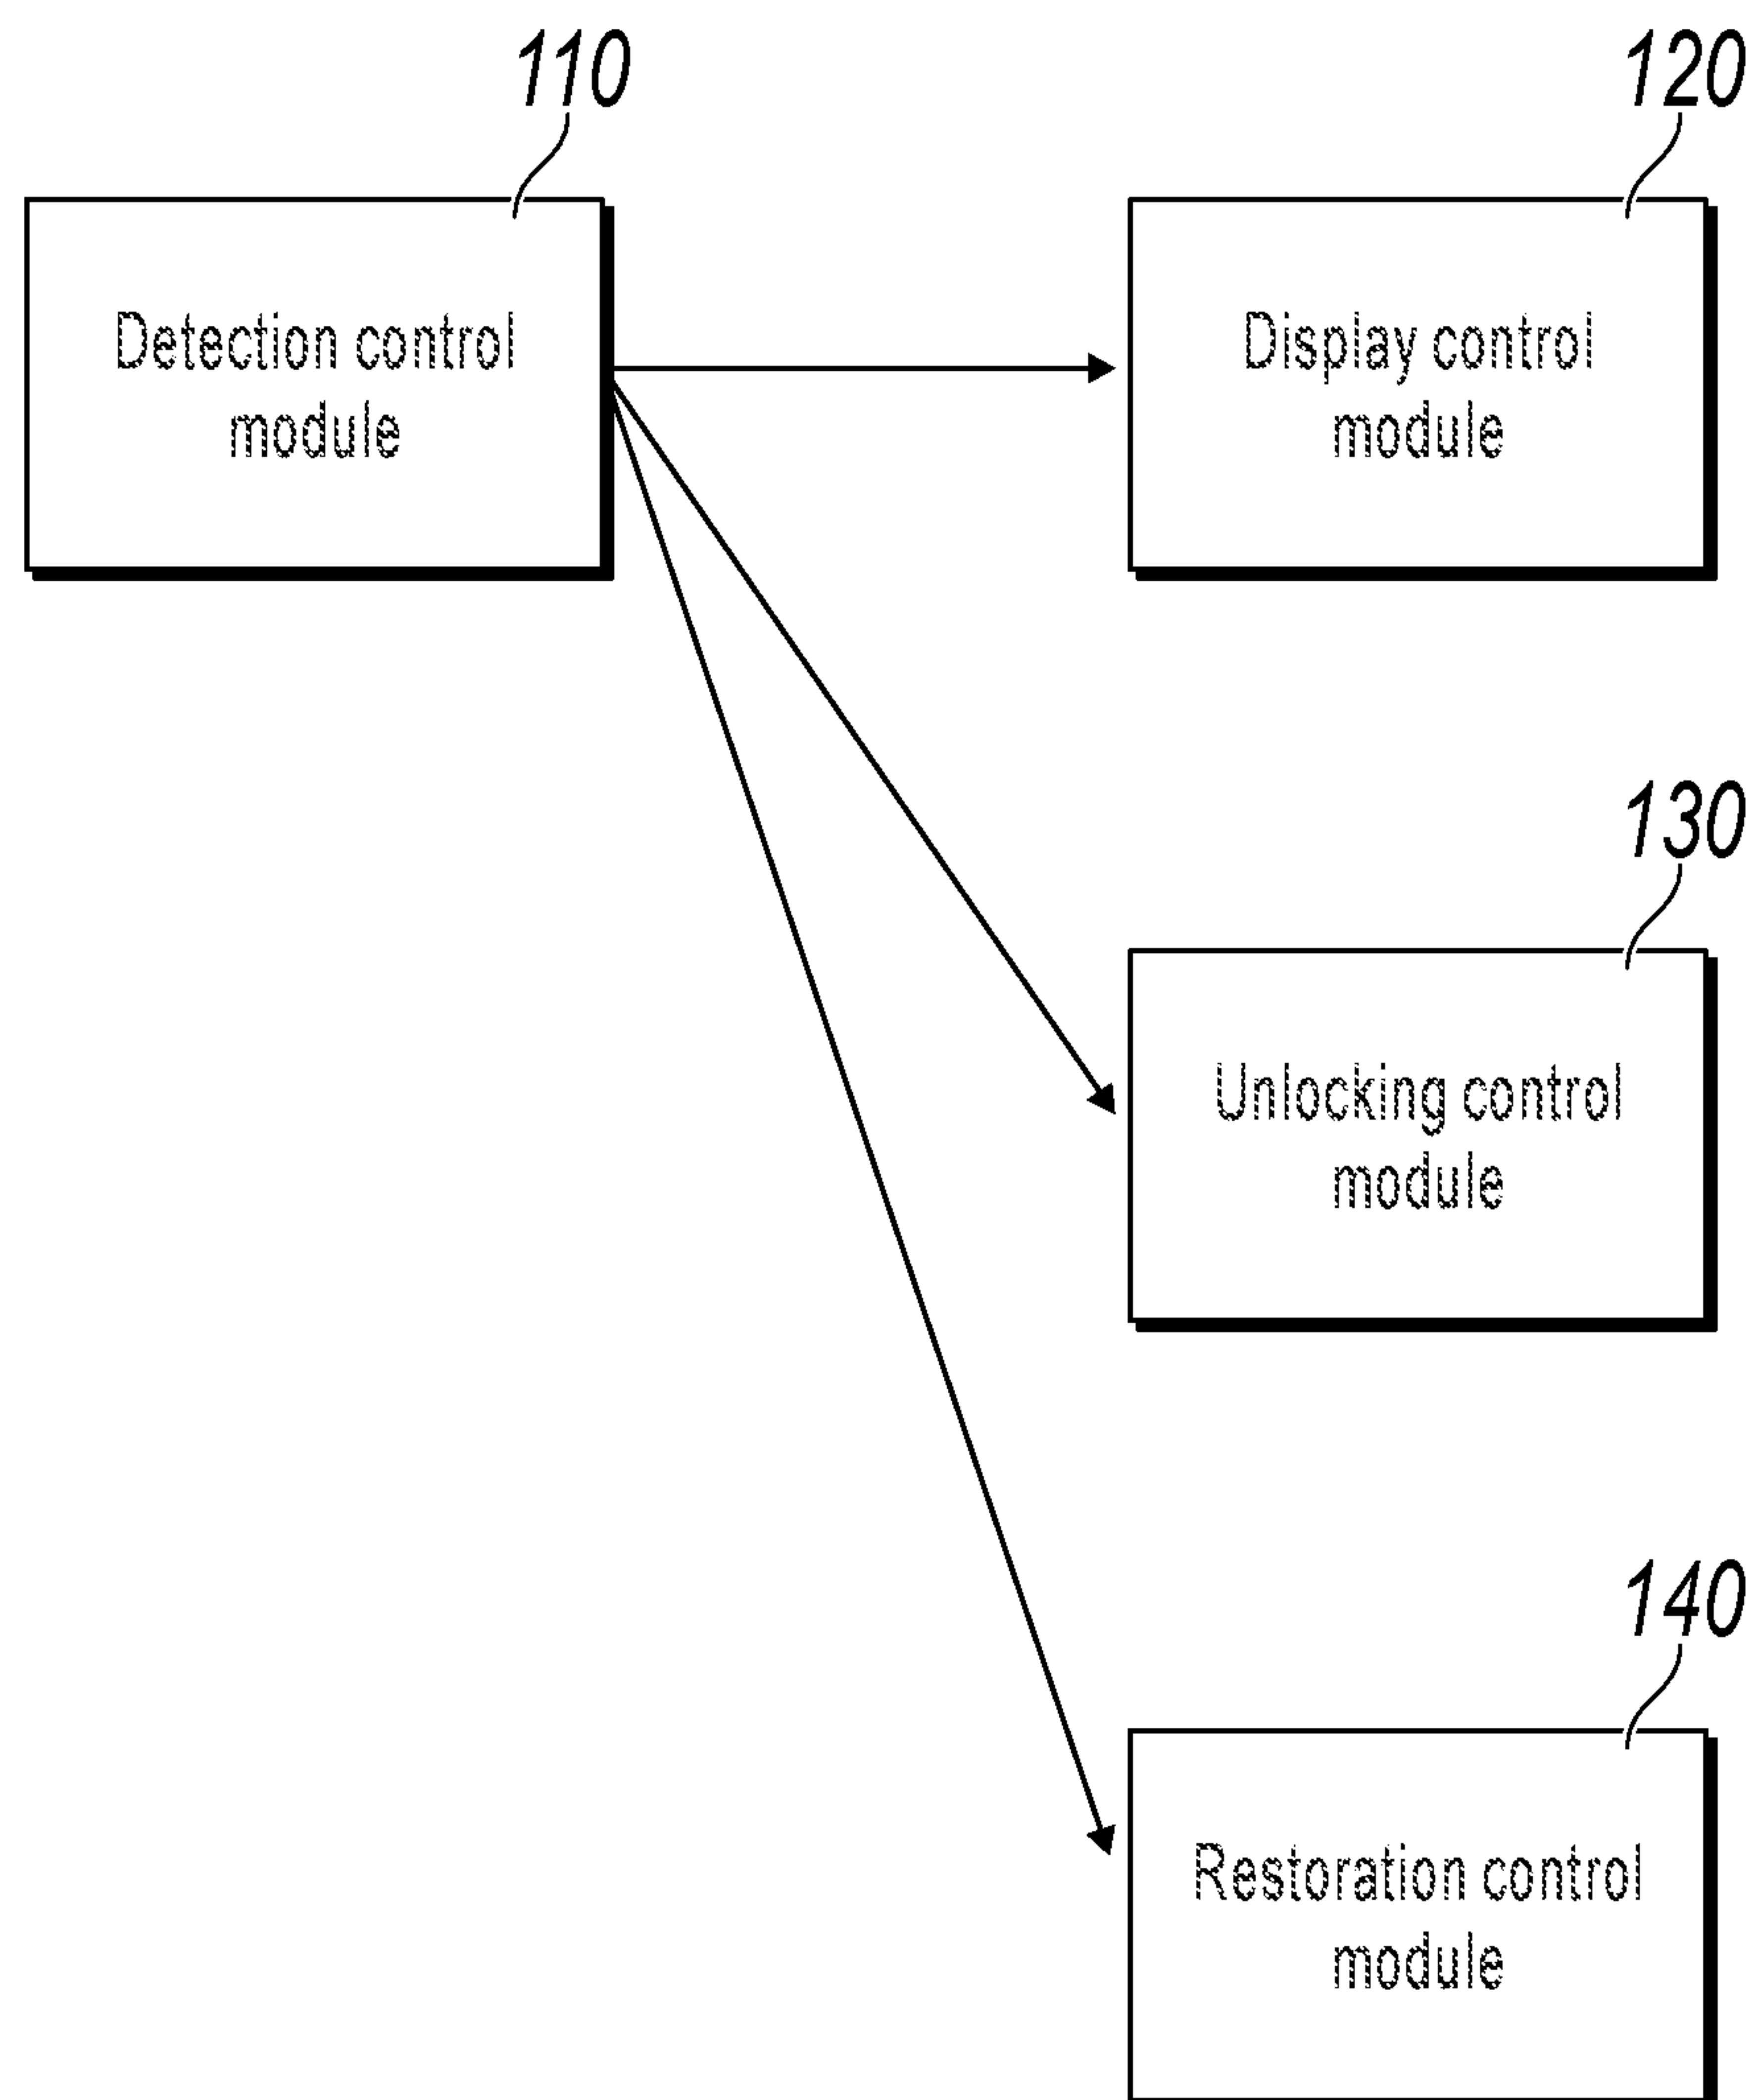 110
120
Detection control
module
Display control
module
130
Unlocking control
module
140
Restoration control
module